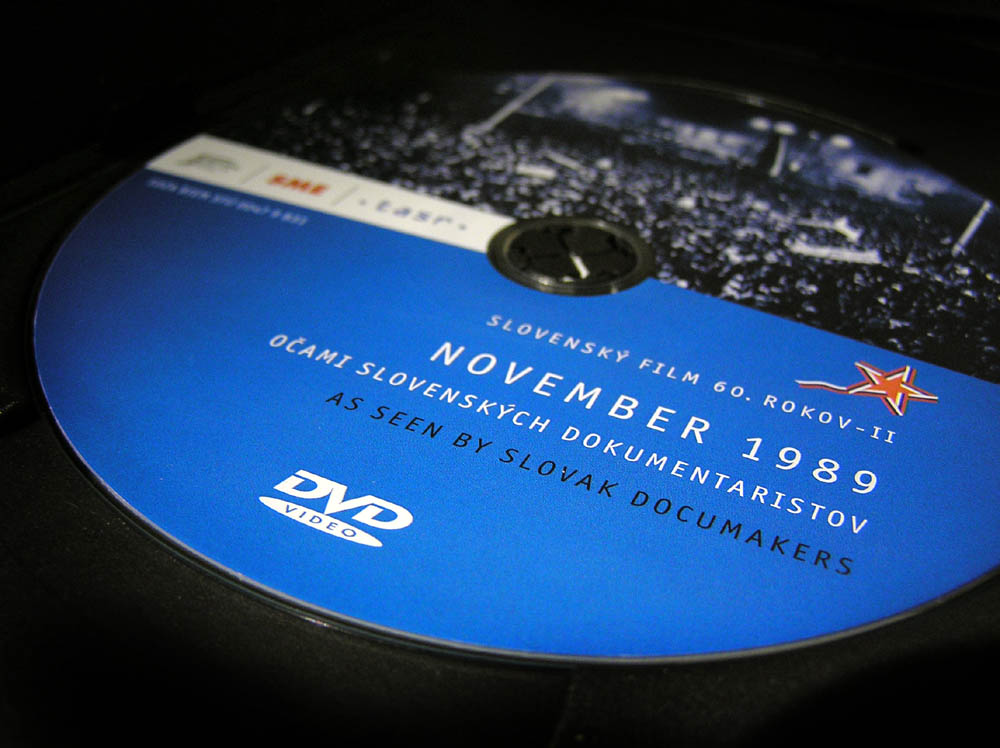 SME
.tasr.
SLOVENSKÝ FILM 60. ROKOV-II
NOVEMBER 1989
OČAMI SLOVENSKÝCH DOKUMENTARISTOV
AS SEEN BY SLOVAK DOCUMAKERS
DVD
VIDEO